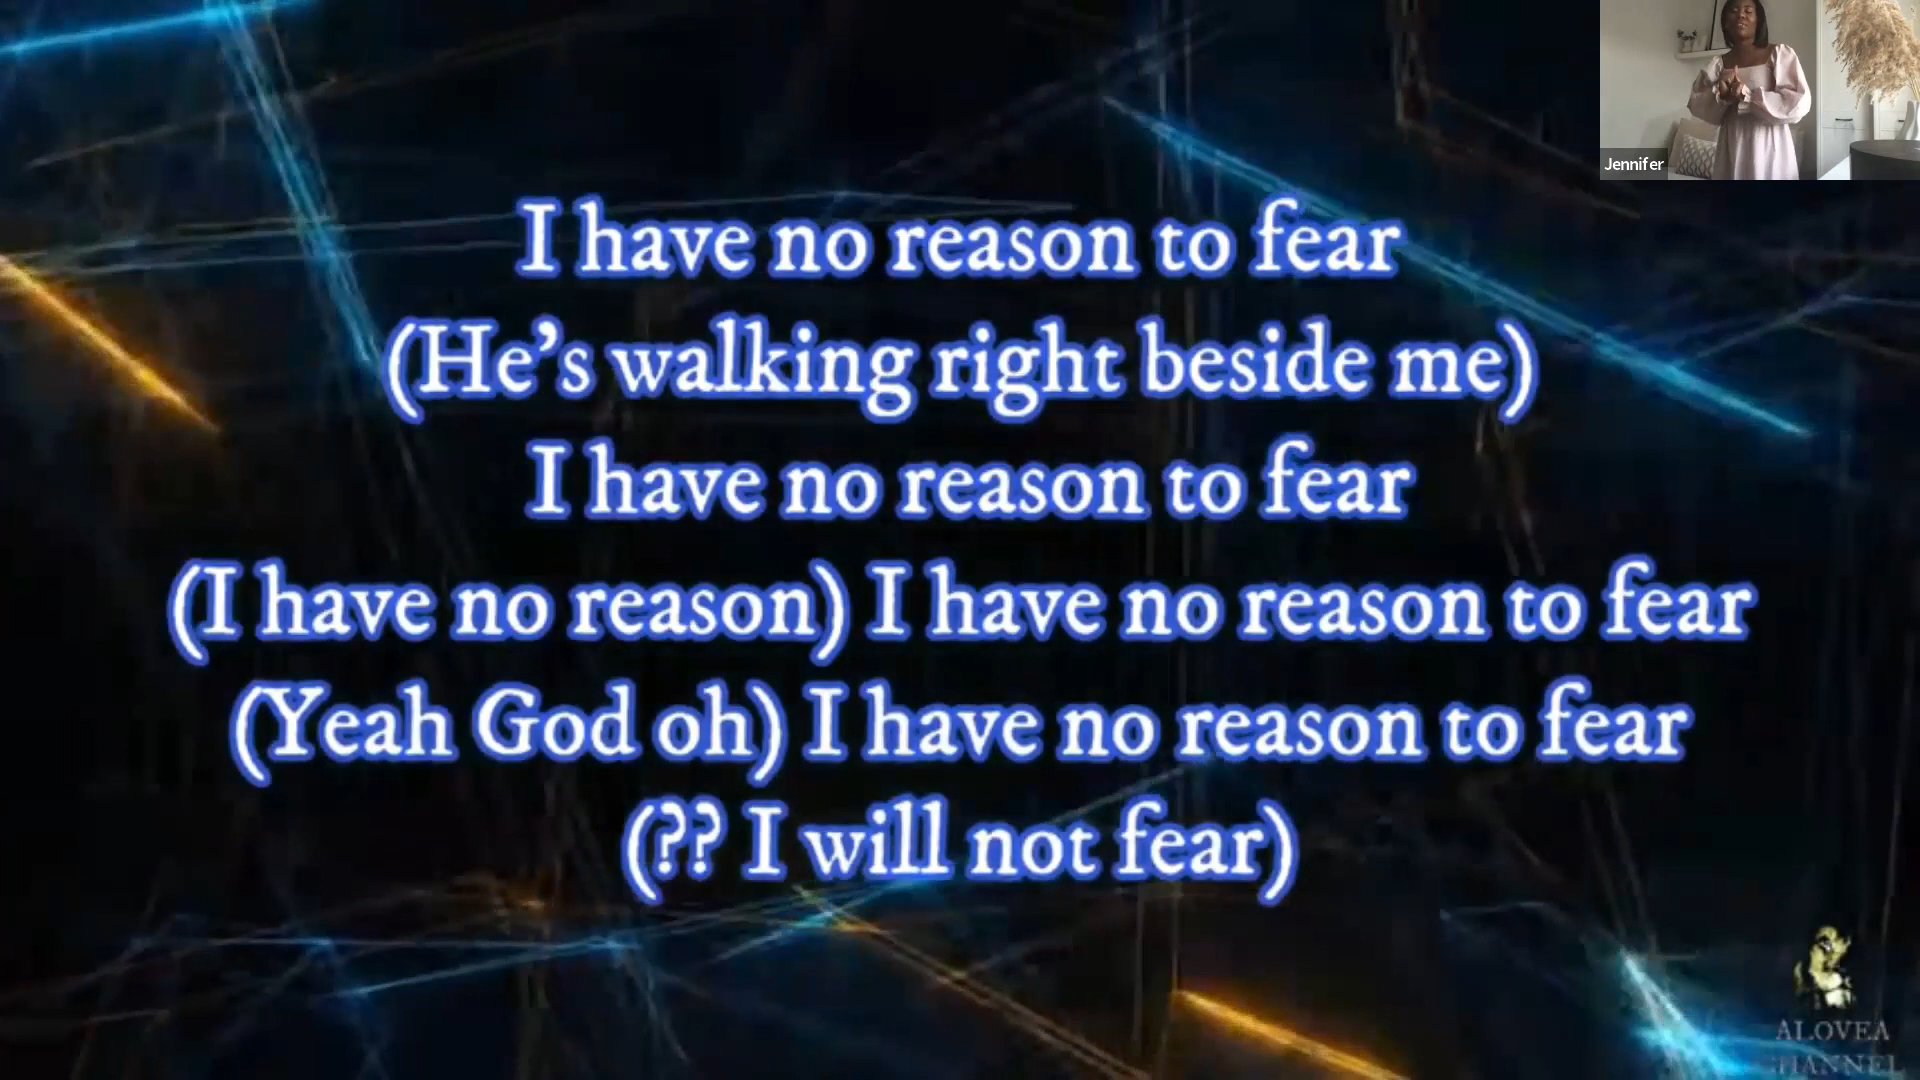 Jennifer
I have no reason to fear
(He's walking right beside me)
I have no reason to fear
(I have no reason) I have no reason to fear
(Yeah God oh) I have no reason to fear
(?? I will not fear)
ALOVEA
CHANNEL